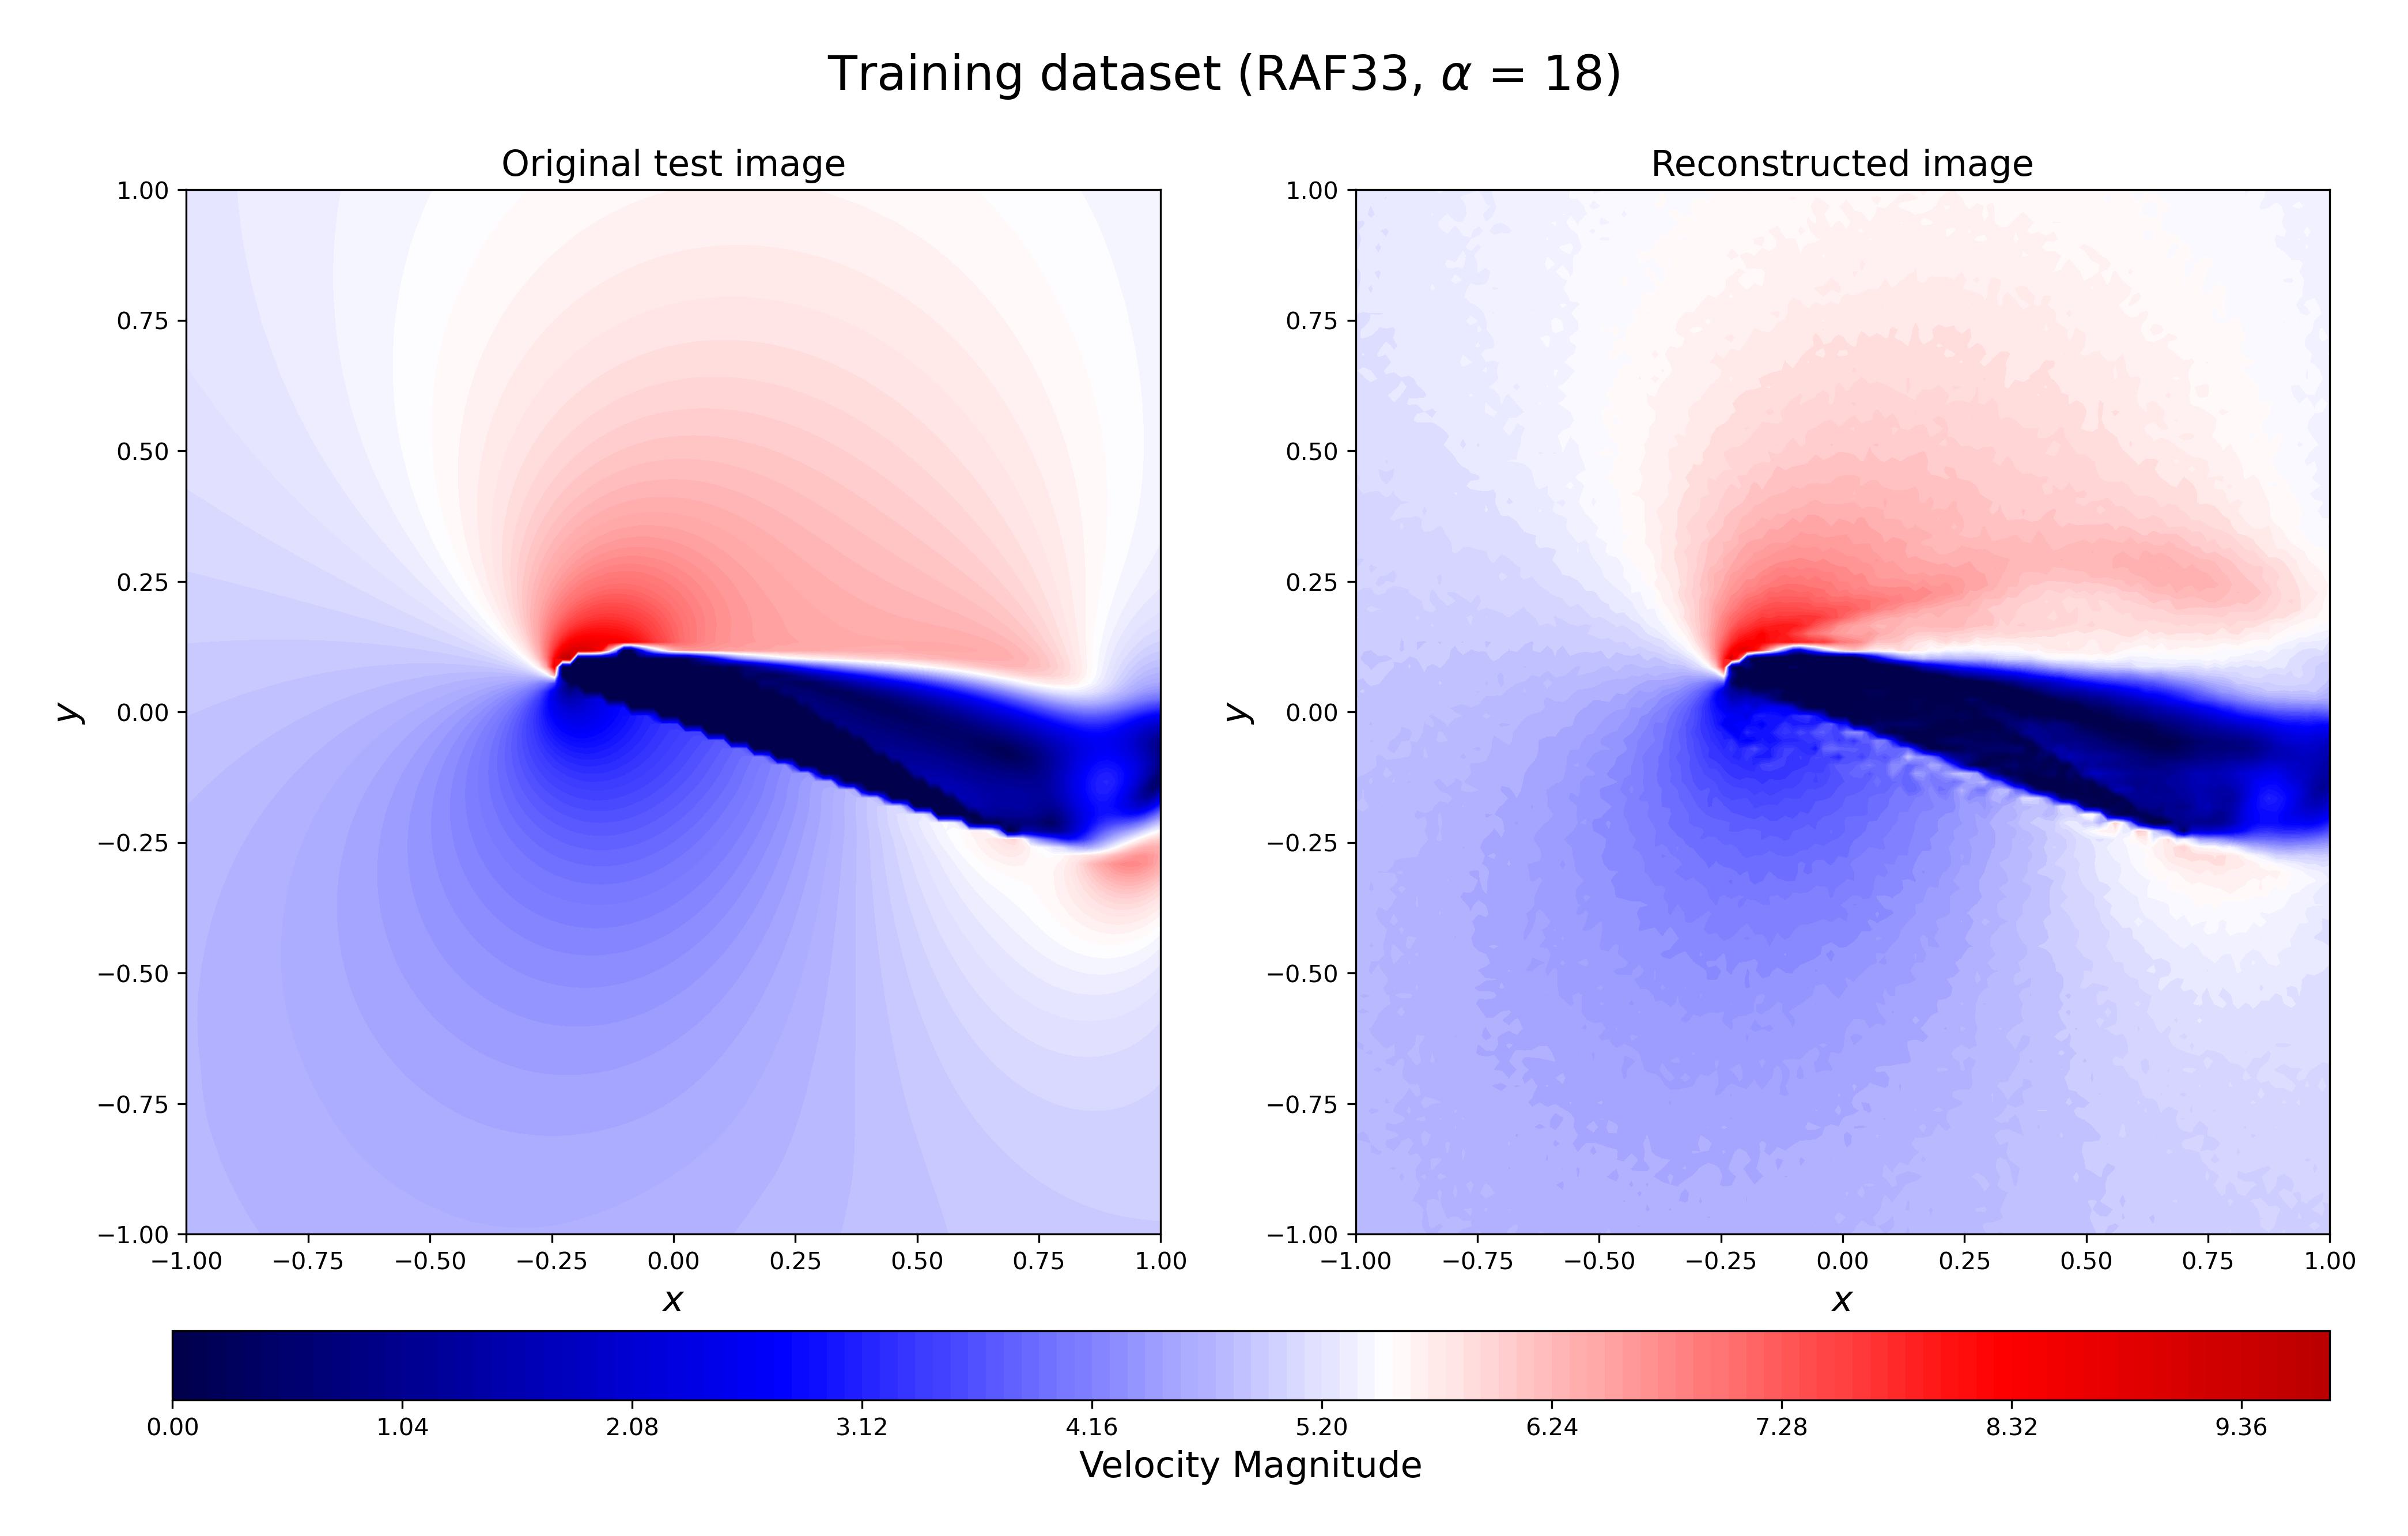 Training dataset (RAF33, α = 18)
Original test image
Reconstructed image
1.00
0.75
0.50
0.25
0.00
−0.25
−0.50
−0.75
−1.00
y
−1.00 −0.75 −0.50 −0.25 0.00 0.25 0.50 0.75 1.00
x
1.00
0.75
0.50
0.25
0.00
−0.25
−0.50
−0.75
−1.00
y
−1.00 −0.75 −0.50 −0.25 0.00 0.25 0.50 0.75 1.00
x
0.00 1.04 2.08 3.12 4.16 5.20 6.24 7.28 8.32 9.36
Velocity Magnitude